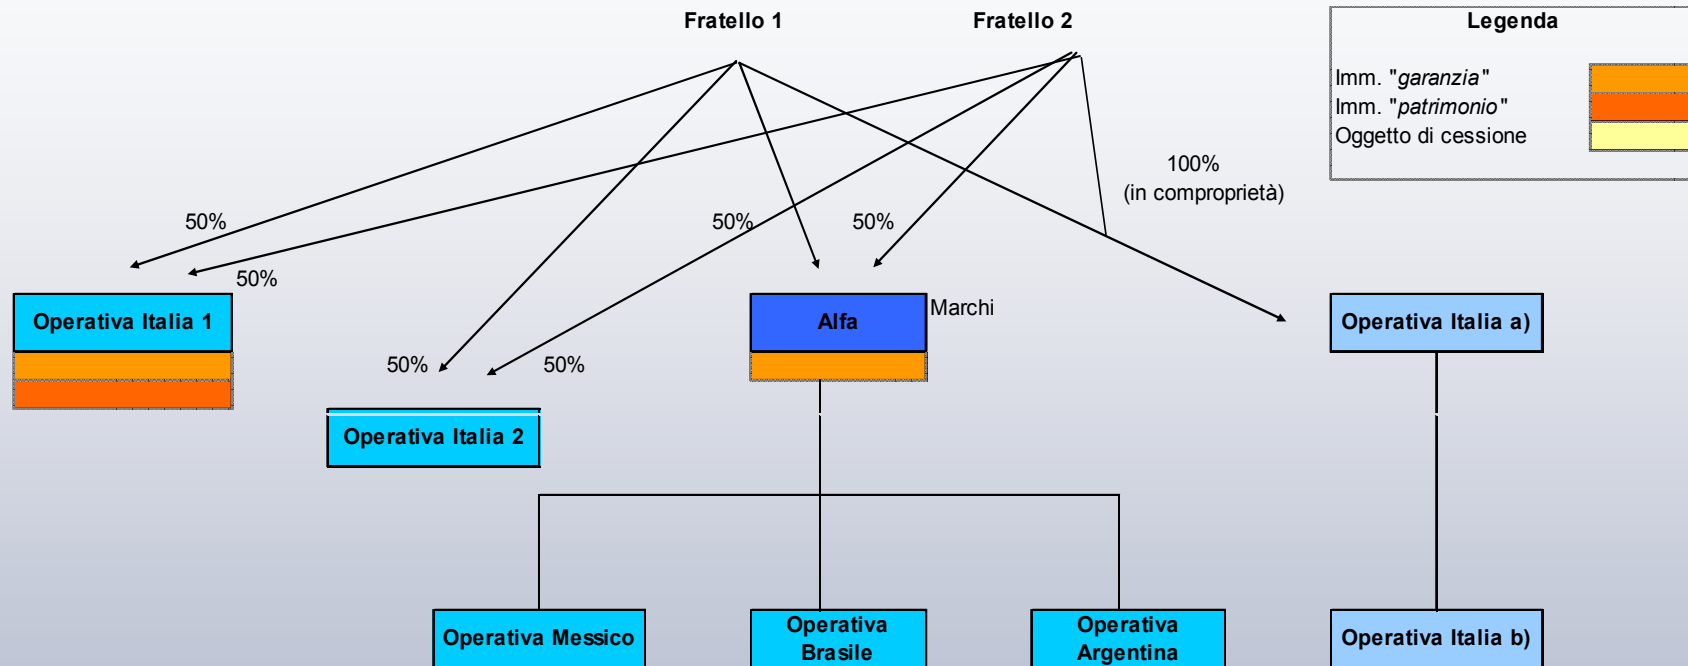 Fratello 1
Fratello 2
Legenda
Imm. "garanzia"
Imm. "patrimonio"
Oggetto di cessione
100%
(in comproprietà)
50%
50%
50%
50%
50%
50%
Operativa Italia 1
Alfa
Marchi
Operativa Italia a)
Operativa Italia 2
Operativa Messico
Operativa
Brasile
Operativa
Argentina
Operativa Italia b)